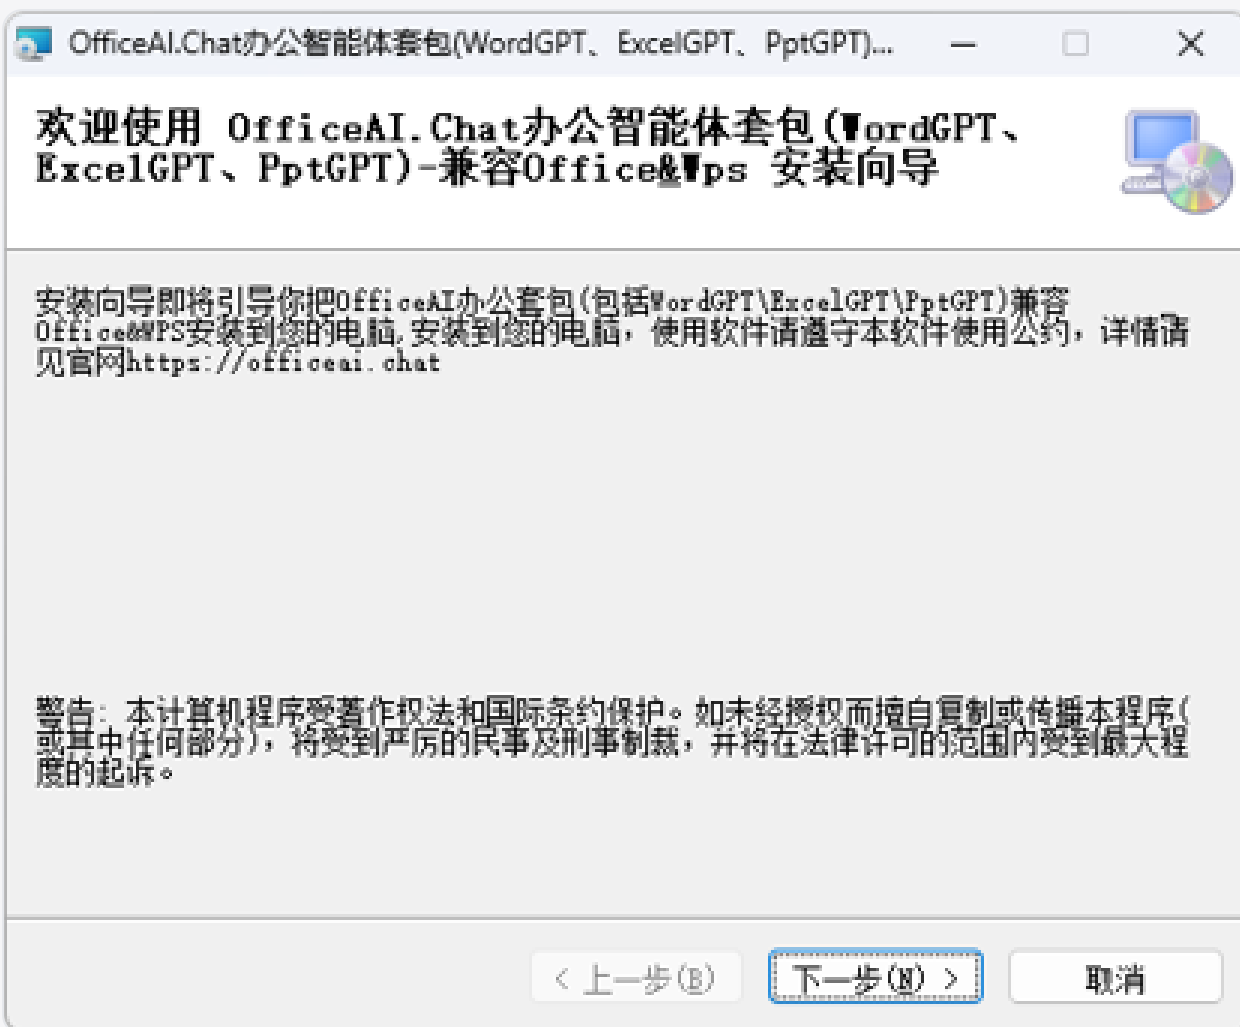 OfficeAI.Chat办公智能体套包(WordGPT、ExcelGPT、PptGPT)...
欢迎使用 OfficeAI.Chat办公智能体套包(WordGPT、
ExcelGPT、PptGPT)-兼容Office&Wps 安装向导
安装向导即将引导你把OfficeAI办公套包(包括WordGPT\ExcelGPT\PptGPT)兼容
Office&WPS安装到您的电脑,安装到您的电脑，使用软件请遵守本软件使用公约，详情请
见官网https://officeai.chat
警告: 本计算机程序受著作权法和国际条约保护。如未经授权而擅自复制或传播本程序(
或其中任何部分)，将受到严厉的民事及刑事制裁，并将在法律许可的范围内受到最大程
度的起诉。
< 上一步(B)
下一步(N) >
取消